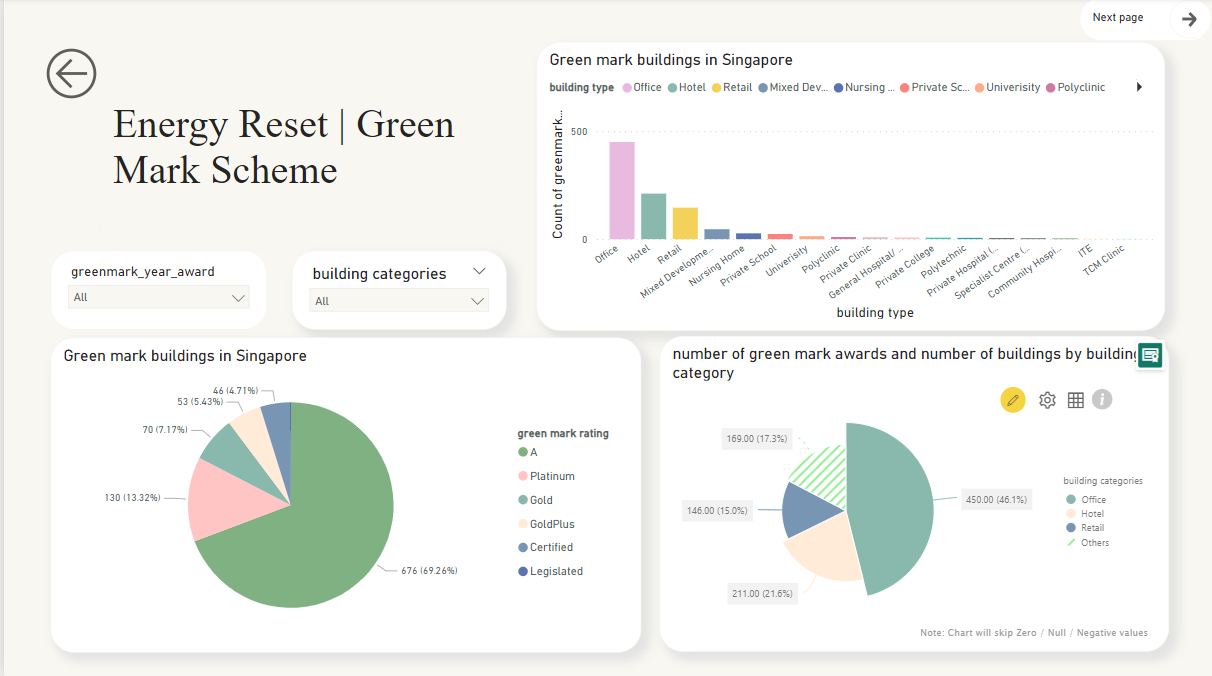 Next page
Energy Reset | Green
Mark Scheme
greenmark_year_award
All
building categories
All
Green mark buildings in Singapore
building type Office Hotel Retail Mixed Dev... Nursing ... Private Sc... Univerisity Polyclinic
Count of greenmark...
500
0
Office
Hotel
Retail
Mixed Developme...
Nursing Home
Private School
Univerisity
Polyclinic
Private Clinic
General Hospital/ ...
Private College
Polytechnic
Private Hospital (...
Specialist Centre (...
Community Hospi...
ITE
TCM Clinic
building type
Green mark buildings in Singapore
46 (4.71%)
53 (5.43%)
70 (7.17%)
130 (13.32%)
676 (69.26%)
green mark rating
A
Platinum
Gold
GoldPlus
Certified
Legislated
number of green mark awards and number of buildings by building
category
169.00 (17.3%)
146.00 (15.0%)
211.00 (21.6%)
450.00 (46.1%)
building categories
Office
Hotel
Retail
Others
Note: Chart will skip Zero / Null / Negative values